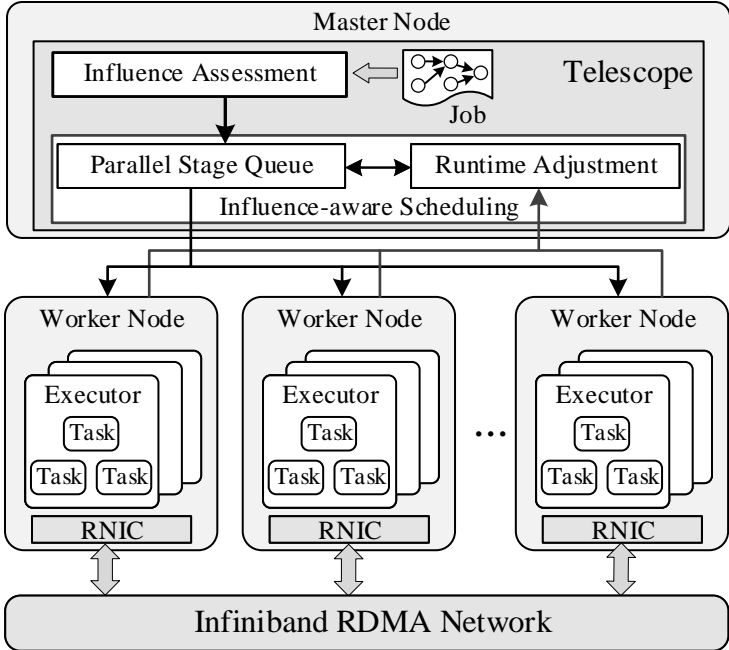 Master Node
Influence Assessment
Job
Telescope
Parallel Stage Queue
Runtime Adjustment
Influence-aware Scheduling
Worker Node
Executor
Task
Task
Task
RNIC
Worker Node
Executor
Task
Task
Task
RNIC
...
Worker Node
Executor
Task
Task
Task
RNIC
Infiniband RDMA Network